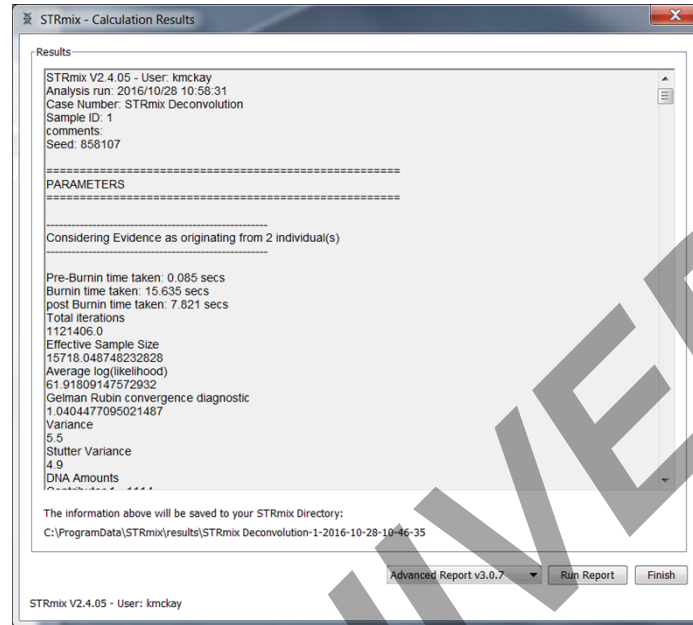 STRmix - Calculation Results
Results
STRmix V2.4.05 - User: kmckay
Analysis run: 2016/10/28 10:58:31
Case Number: STRmix Deconvolution
Sample ID: 1
comments:
Seed: 858107
=====================================================
PARAMETERS
=====================================================
-----------------------------------------------------
Considering Evidence as originating from 2 individual(s)
-----------------------------------------------------
Pre-Burnin time taken: 0.085 secs
Burnin time taken: 15.635 secs
post Burnin time taken: 7.821 secs
Total iterations
1121406.0
Effective Sample Size
15718.048748232828
Average log(likelihood)
61.91809147572932
Gelman Rubin convergence diagnostic
1.0404477095021487
Variance
5.5
Stutter Variance
4.9
DNA Amounts
The information above will be saved to your STRmix Directory:
C:\ProgramData\STRmix\results\STRmix Deconvolution-1-2016-10-28-10-46-35
Advanced Report v3.0.7 Run Report Finish
STRmix V2.4.05 - User: kmckay